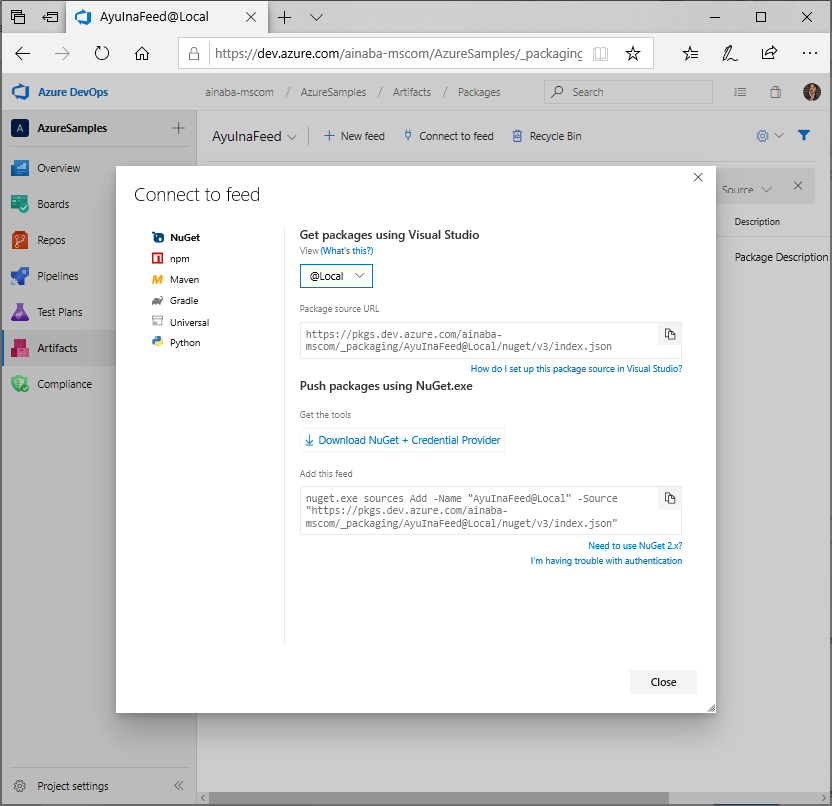 AyuInaFeed@Local
https://dev.azure.com/ainaba-mscom/AzureSamples/_packaging
Azure DevOps
ainaba-mscom / AzureSamples / Artifacts / Packages
Search
A AzureSamples
AyuInaFeed
New feed
Connect to feed
Recycle Bin
Overview
Boards
Repos
Pipelines
Test Plans
Artifacts
Compliance
Source
Description
Package Description
Connect to feed
NuGet
npm
Maven
Gradle
Universal
Python
Get packages using Visual Studio
View (What's this?)
@Local
Package source URL
https://pkgs.dev.azure.com/ainaba-
mscom/_packaging/AyuInaFeed@Local/nuget/v3/index.json
How do I set up this package source in Visual Studio?
Push packages using NuGet.exe
Get the tools
Download NuGet + Credential Provider
Add this feed
nuget.exe sources Add -Name "AyuInaFeed@Local" -Source
"https://pkgs.dev.azure.com/ainaba-
mscom/_packaging/AyuInaFeed@Local/nuget/v3/index.json"
Need to use NuGet 2.x?
I'm having trouble with authentication
Close
Project settings